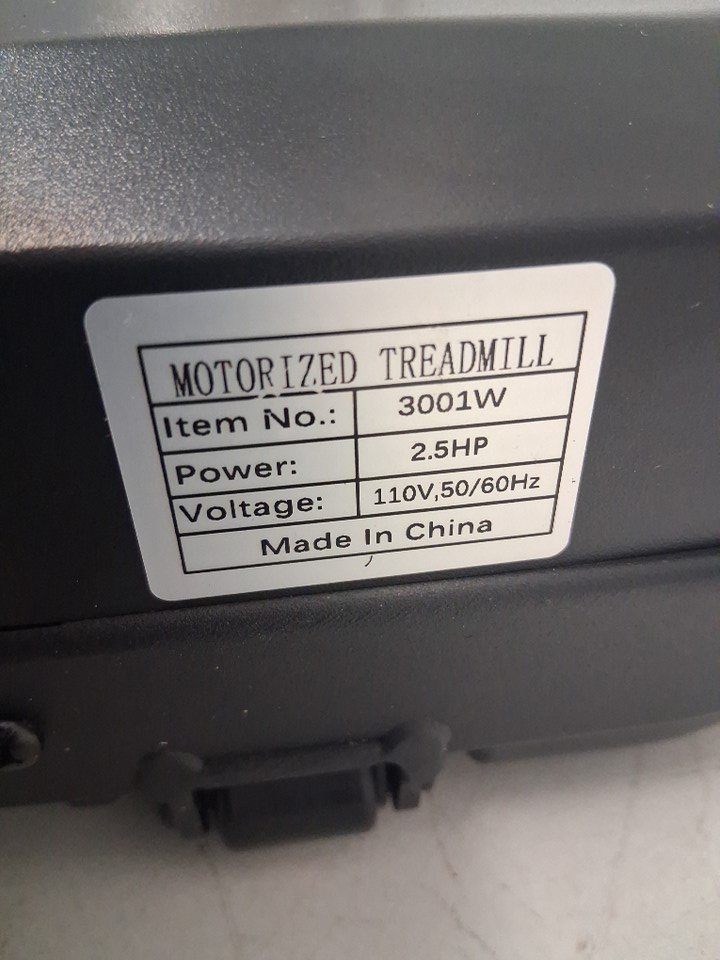 MOTORIZED TREADMILL
Item No.: 3001W
Power: 2.5HP
Voltage: 110V,50/60Hz
Made In China